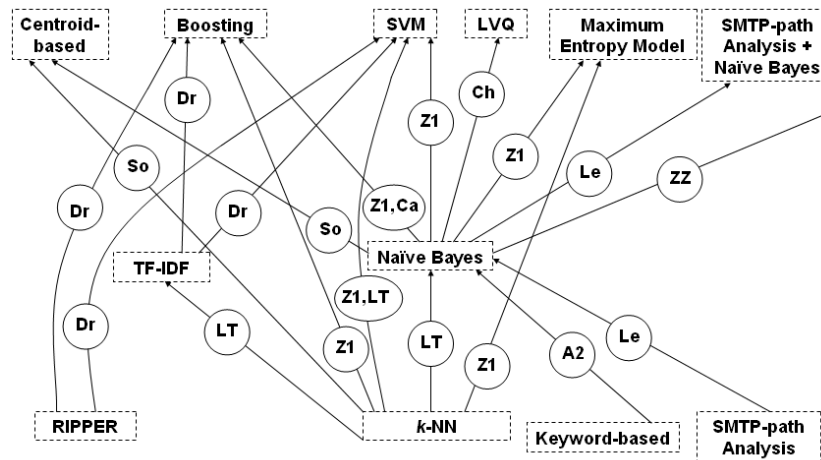 Centroid-
based
Boosting
SVM
LVQ
Maximum
Entropy Model
SMTP-path
Analysis +
Naïve Bayes
Dr
Ch
Z1
So
Z1
Le
ZZ
Dr
Dr
Z1,Ca
So
TF-IDF
Naïve Bayes
Z1,LT
Dr
LT
Z1
LT
Z1
A2
Le
RIPPER
k-NN
Keyword-based
SMTP-path
Analysis